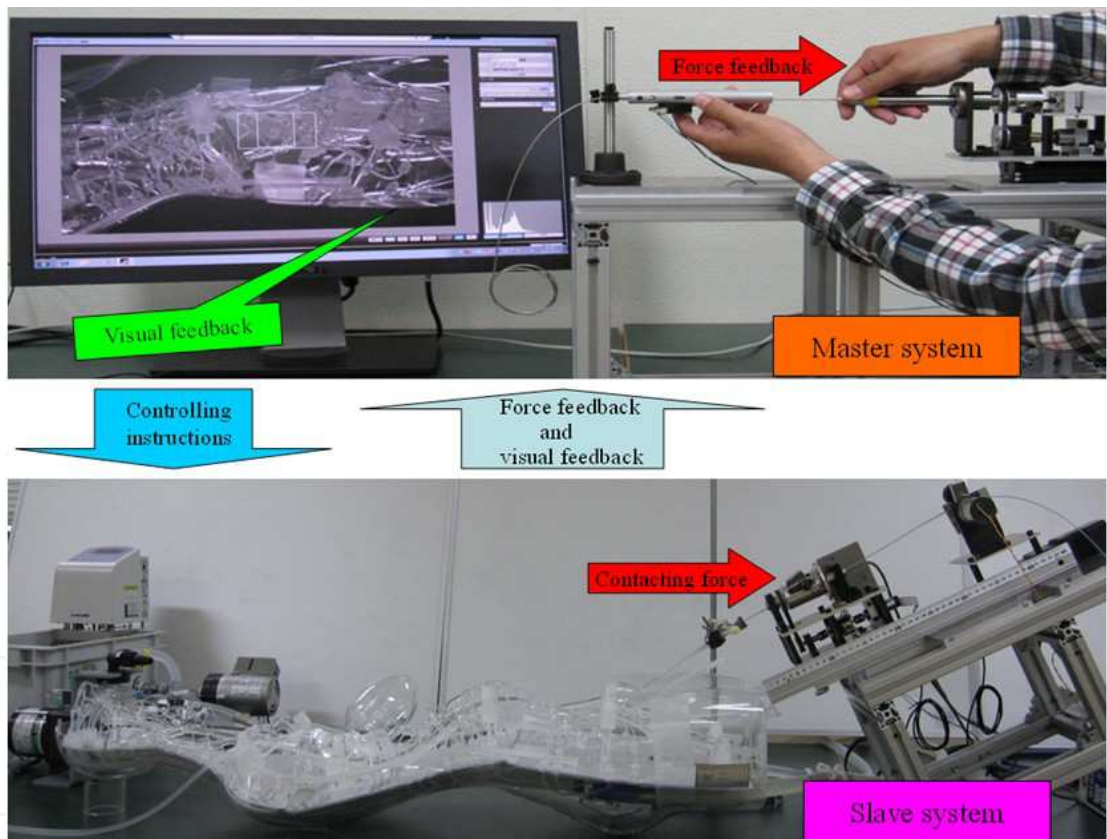 Force feedback
Visual feedback
Master system
Controlling
instructions
Force feedback
and
visual feedback
Contacting force
Slave system